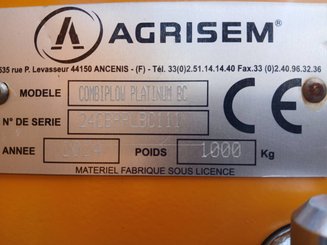 AGRISEM
535 rue P. Levasseur 44150 ANCENIS - (F) - Tél. 33(0)2.51.14.14.40 Fax.33 (0)2.40.96.32.36
MODELE COMBIPLOW PLATINUM BC
N° DE SERIE
CE
ANNEE POIDS 1000 Kg
MATERIEL FABRIQUE SOUS LICENCE